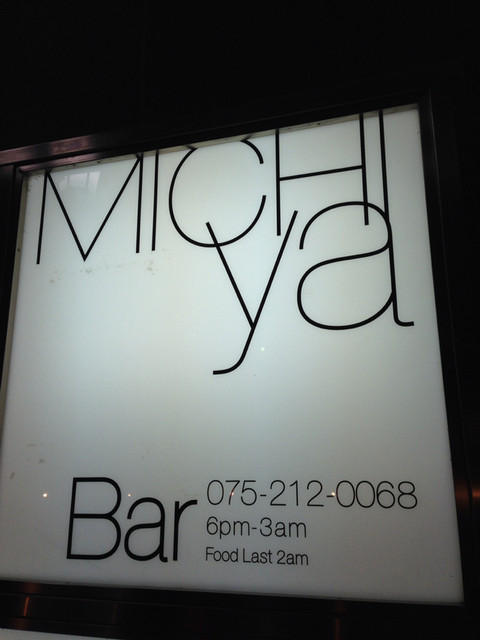 MICHI
ya
Bar
075-212-0068
6pm-3am
Food Last 2am